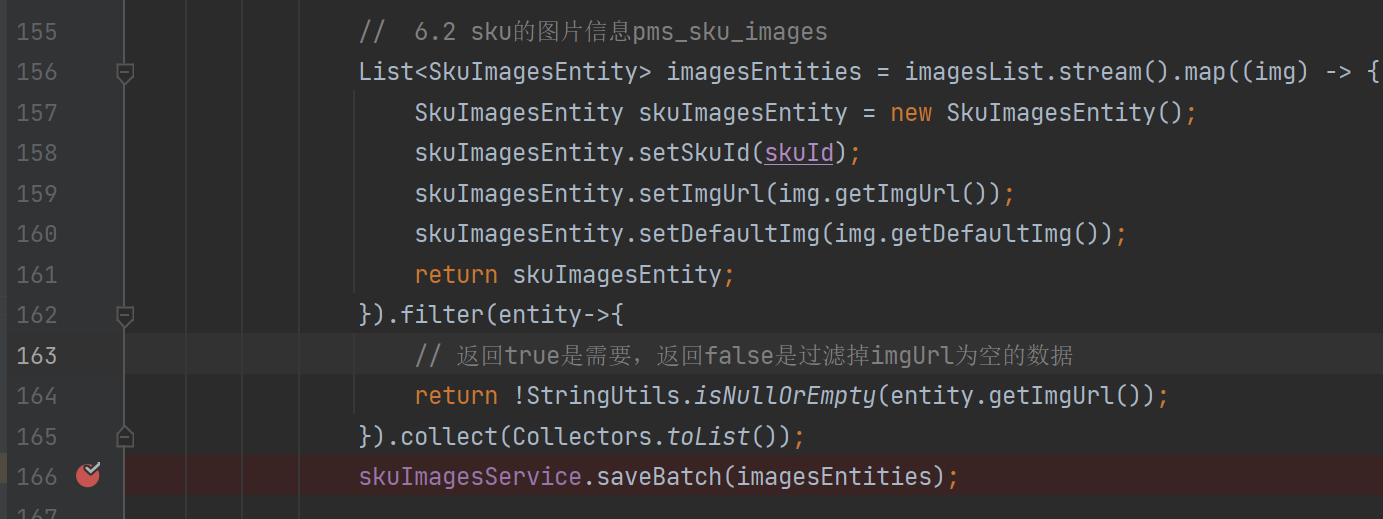 155 //  6.2 sku的图片信息pms_sku_images
156 List<SkuImagesEntity> imagesEntities = imagesList.stream().map((img) -> {
157 SkuImagesEntity skuImagesEntity = new SkuImagesEntity();
158 skuImagesEntity.setSkuId(skuId);
159 skuImagesEntity.setImgUrl(img.getImgUrl());
160 skuImagesEntity.setDefaultImg(img.getDefaultImg());
161 return skuImagesEntity;
162 }).filter(entity->{
163 // 返回true是需要，返回false是过滤掉imgUrl为空的数据
164 return !StringUtils.isNullOrEmpty(entity.getImgUrl());
165 }).collect(Collectors.toList());
166 skuImagesService.saveBatch(imagesEntities);
167